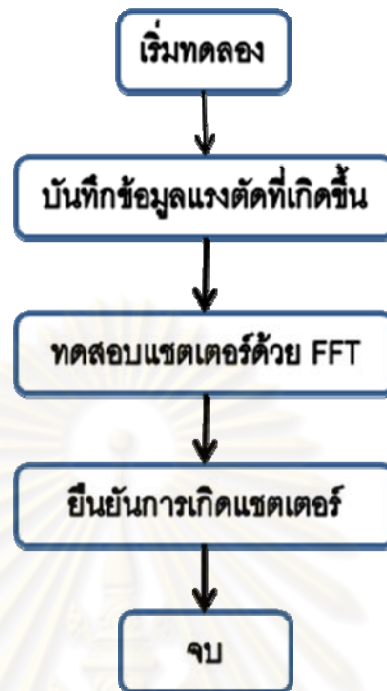 เริ่มทดลอง
บันทึกข้อมูลแรงตัดที่เกิดขึ้น
ทดสอบแชตเตอร์ด้วย FFT
ยืนยันการเกิดแชตเตอร์
จบ